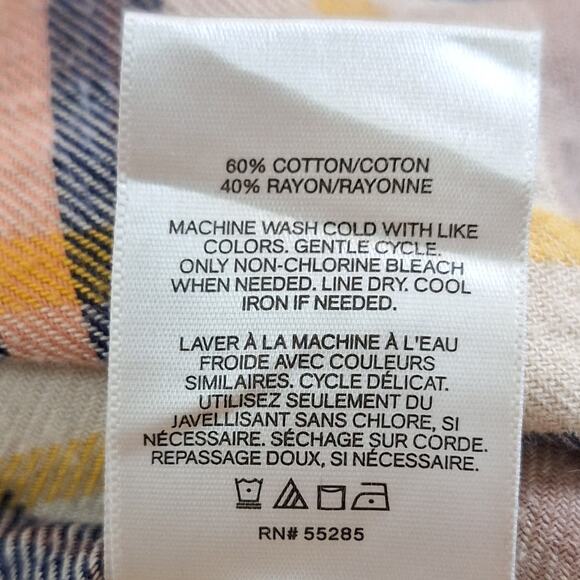 60% COTTON/COTON
40% RAYON/RAYONNE
MACHINE WASH COLD WITH LIKE
COLORS. GENTLE CYCLE.
ONLY NON-CHLORINE BLEACH
WHEN NEEDED. LINE DRY. COOL
IRON IF NEEDED.
LAVER À LA MACHINE À L'EAU
FROIDE AVEC COULEURS
SIMILAIRES. CYCLE DÉLICAT.
UTILISEZ SEULEMENT DU
JAVELLISANT SANS CHLORE, SI
NÉCESSAIRE. SÉCHAGE SUR CORDE.
REPASSAGE DOUX, SI NÉCESSAIRE.
RN# 55285